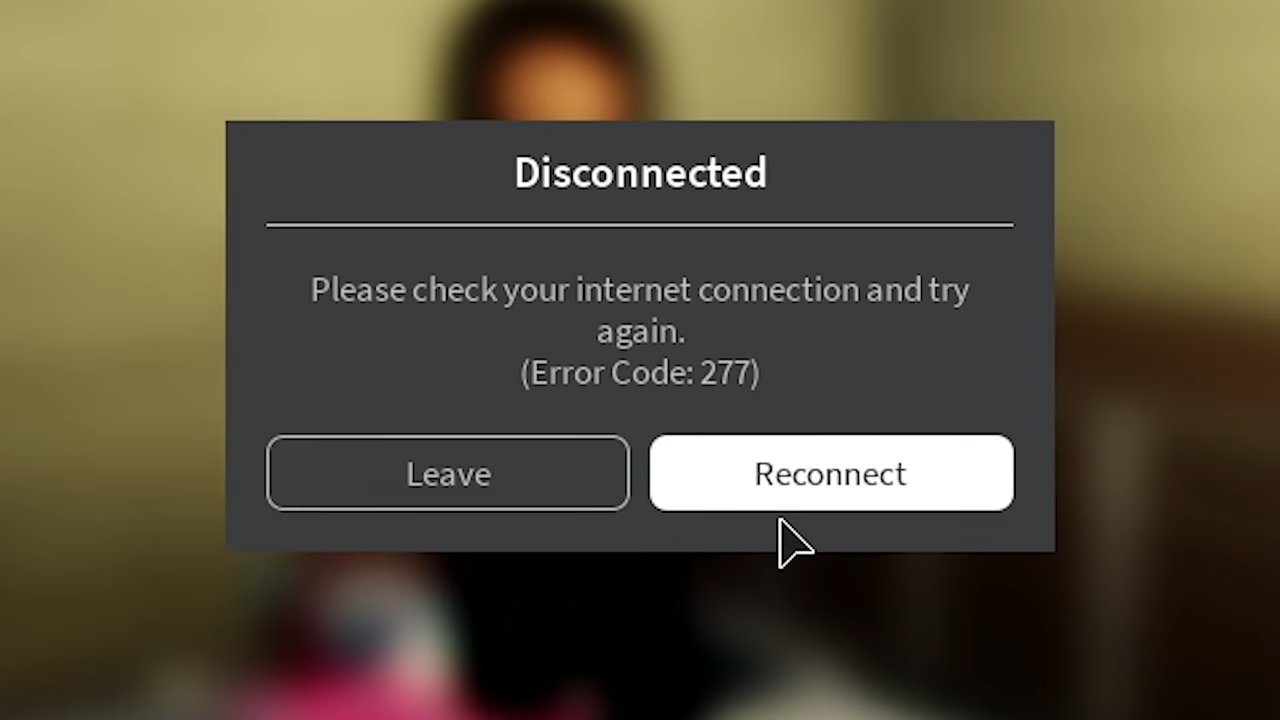 Disconnected
Please check your internet connection and try
again.
(Error Code: 277)
Leave
Reconnect